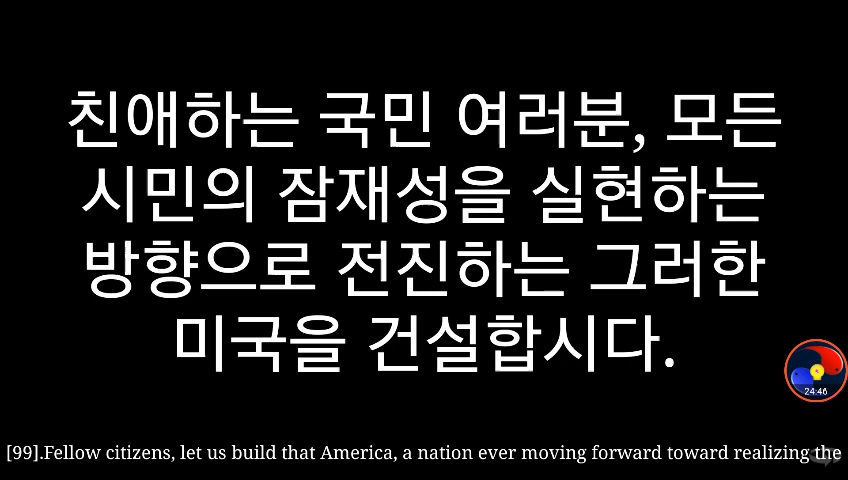 친애하는 국민 여러분, 모든
시민의 잠재성을 실현하는
방향으로 전진하는 그러한
미국을 건설합시다.
24:46
[99].Fellow citizens, let us build that America, a nation ever moving forward toward realizing the